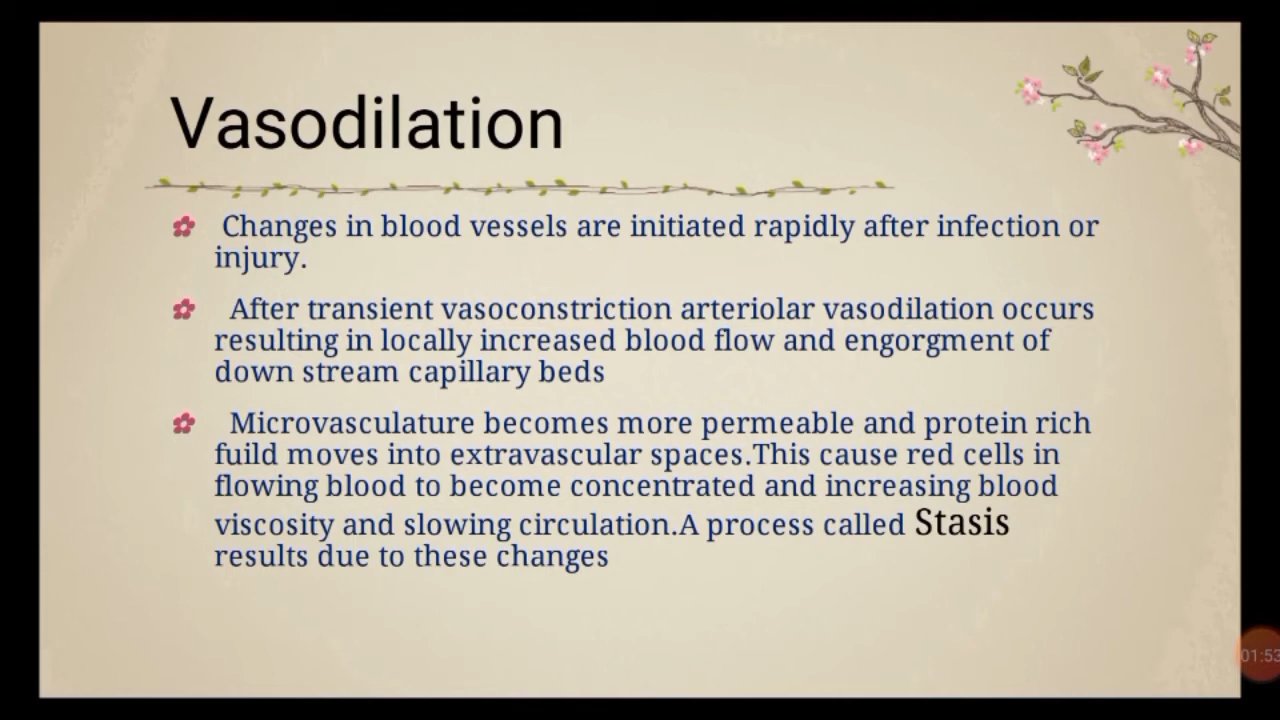 Vasodilation
Changes in blood vessels are initiated rapidly after infection or
injury.
After transient vasoconstriction arteriolar vasodilation occurs
resulting in locally increased blood flow and engorgment of
down stream capillary beds
Microvasculature becomes more permeable and protein rich
fuild moves into extravascular spaces.This cause red cells in
flowing blood to become concentrated and increasing blood
viscosity and slowing circulation.A process called Stasis
results due to these changes
01:53